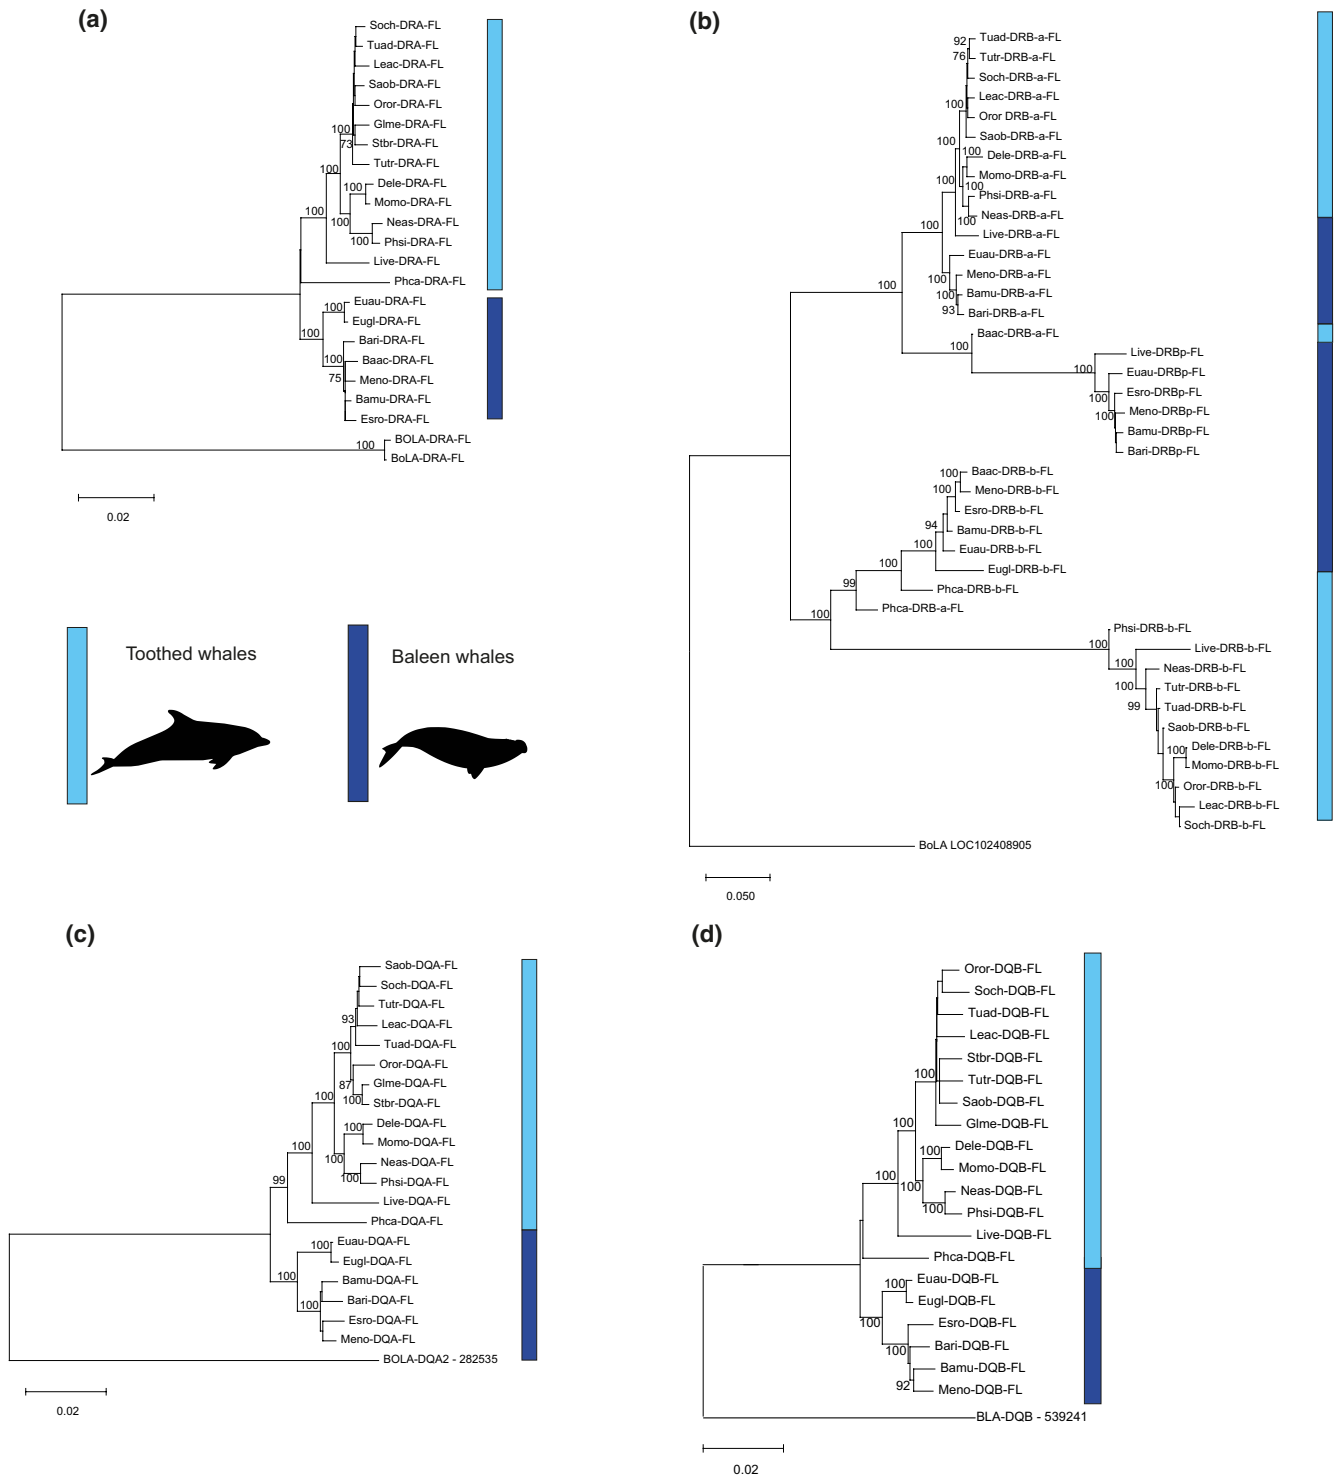 (a)
Soch-DRA-FL
Tuad-DRA-FL
Leac-DRA-FL
Saob-DRA-FL
Oror-DRA-FL
Glme-DRA-FL
100
Stbr-DRA-FL
73
Tutr-DRA-FL
100
Dele-DRA-FL
100
Momo-DRA-FL
100
Neas-DRA-FL
100
Phsi-DRA-FL
100
Live-DRA-FL
Phca-DRA-FL
Euau-DRA-FL
100
Eugl-DRA-FL
100
Bari-DRA-FL
Baac-DRA-FL
100
Meno-DRA-FL
75
Bamu-DRA-FL
Esro-DRA-FL
BOLA-DRA-FL
100
BoLA-DRA-FL
0.02
Toothed whales
Baleen whales
(b)
92
Tuad-DRB-a-FL
76
Tutr-DRB-a-FL
Soch-DRB-a-FL
Leac-DRB-a-FL
100
Oror DRB-a-FL
Saob-DRB-a-FL
100
100
Dele-DRB-a-FL
Momo-DRB-a-FL
100
100
Phsi-DRB-a-FL
Neas-DRB-a-FL
100
100
Live-DRB-a-FL
Euau-DRB-a-FL
Meno-DRB-a-FL
100
100
100
Bamu-DRB-a-FL
93
Bari-DRB-a-FL
Baac-DRB-a-FL
100
Live-DRBp-FL
100
Euau-DRBp-FL
Esro-DRBp-FL
100
Meno-DRBp-FL
100
Bamu-DRBp-FL
Bari-DRBp-FL
100
Baac-DRB-b-FL
100
Meno-DRB-b-FL
Esro-DRB-b-FL
94
Bamu-DRB-b-FL
100
Euau-DRB-b-FL
100
Eugl-DRB-b-FL
99
Phca-DRB-b-FL
Phca-DRB-a-FL
100
Phsi-DRB-b-FL
100
Live-DRB-b-FL
100
Neas-DRB-b-FL
100
Tutr-DRB-b-FL
99
Tuad-DRB-b-FL
Saob-DRB-b-FL
100
Dele-DRB-b-FL
Momo-DRB-b-FL
100
Oror-DRB-b-FL
Leac-DRB-b-FL
Soch-DRB-b-FL
BoLA LOC102408905
0.050
(c)
Saob-DQA-FL
Soch-DQA-FL
Tutr-DQA-FL
93
Leac-DQA-FL
Tuad-DQA-FL
100
Oror-DQA-FL
87
Glme-DQA-FL
100
100
Stbr-DQA-FL
100
Dele-DQA-FL
Momo-DQA-FL
100
100
Neas-DQA-FL
100
Phsi-DQA-FL
99
Live-DQA-FL
Phca-DQA-FL
100
Euau-DQA-FL
Eugl-DQA-FL
100
Bamu-DQA-FL
100
Bari-DQA-FL
Esro-DQA-FL
Meno-DQA-FL
BOLA-DQA2 - 282535
0.02
(d)
Oror-DQB-FL
Soch-DQB-FL
Tuad-DQB-FL
Leac-DQB-FL
Stbr-DQB-FL
100
Tutr-DQB-FL
Saob-DQB-FL
Glme-DQB-FL
100
Dele-DQB-FL
100
Momo-DQB-FL
100
100
Neas-DQB-FL
100
Phsi-DQB-FL
Live-DQB-FL
Phca-DQB-FL
100
Euau-DQB-FL
Eugl-DQB-FL
100
Esro-DQB-FL
100
Bari-DQB-FL
Bamu-DQB-FL
92
Meno-DQB-FL
BLA-DQB - 539241
0.02